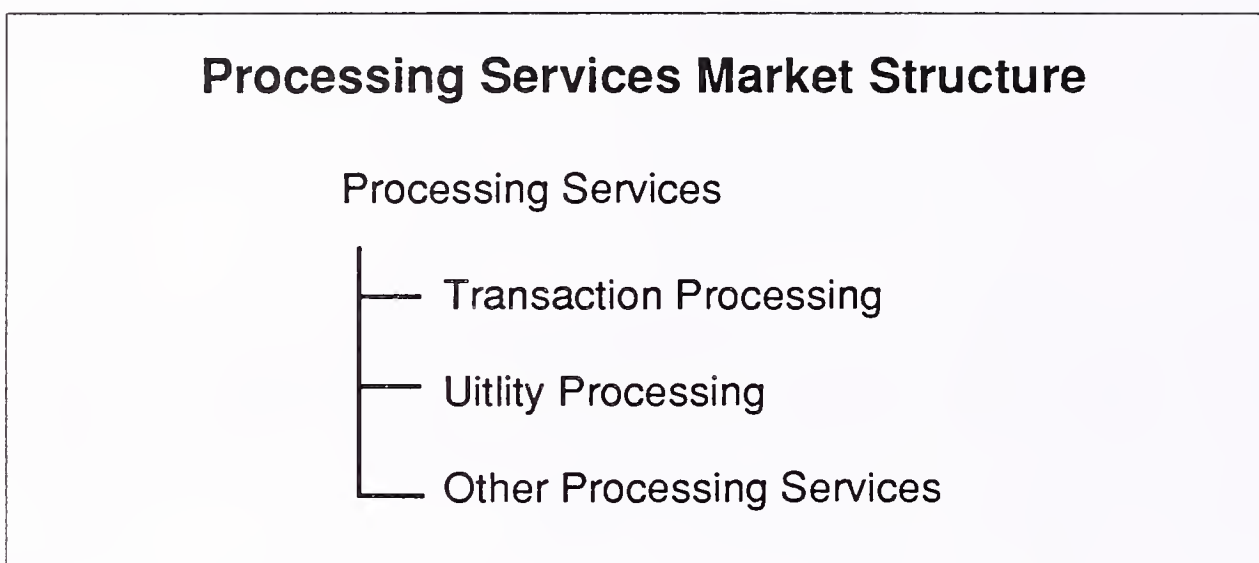 Processing Services Market Structure
Processing Services
Transaction Processing
Uitlity Processing
Other Processing Services